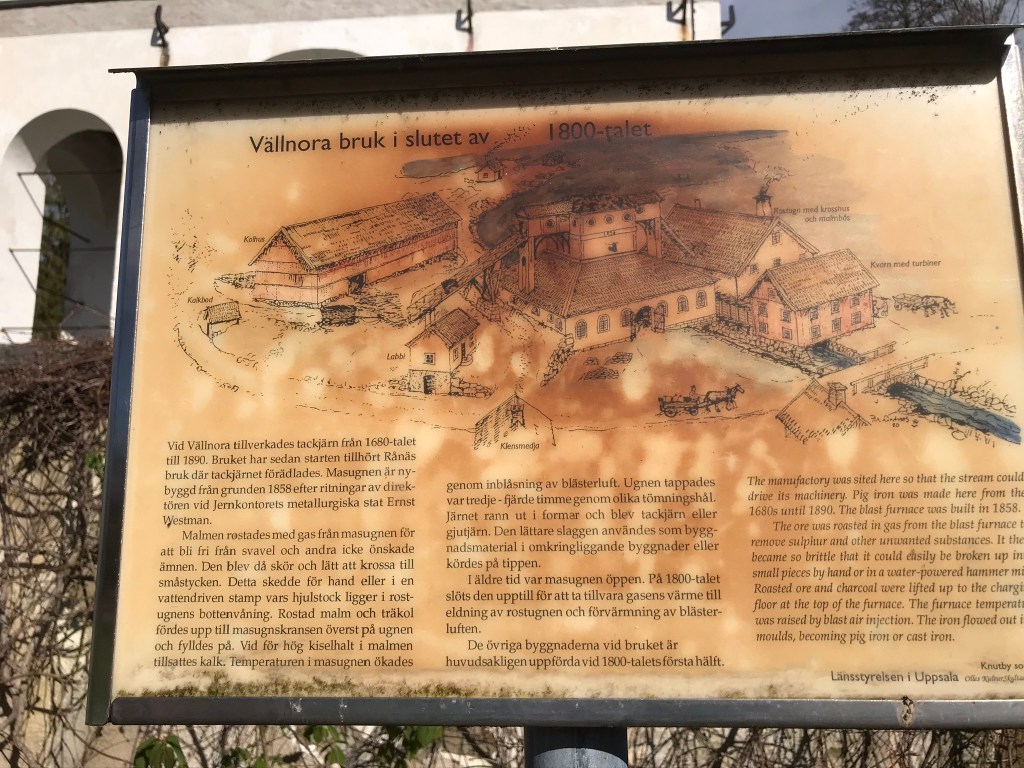 Vällnora bruk i slutet av 1800-talet
Rostugn med krosshus
och malmbås
Kolhus
Kvarn med turbiner
Kalkbod
Labbi
Klensmedja
Vid Vällnora tillverkades tackjärn från 1680-talet
till 1890. Bruket har sedan starten tillhört Rånäs
bruk där tackjärnet förädlades. Masugnen är ny-
byggd från grunden 1858 efter ritningar av direk-
tören vid Jernkontorets metallurgiska stat Ernst
Westman.
Malmen rostades med gas från masugnen för
att bli fri från svavel och andra icke önskade
ämnen. Den blev då skör och lätt att krossa till
småstycken. Detta skedde för hand eller i en
vattendriven stamp vars hjulstock ligger i rost-
ugnens bottenvåning. Rostad malm och träkol
fördes upp till masugnskransen överst på ugnen
och fylldes på. Vid för hög kiselhalt i malmen
tillsattes kalk. Temperaturen i masugnen ökades
genom inblåsning av blästerluft. Ugnen tappades
var tredje - fjärde timme genom olika tömningshål.
Järnet rann ut i formar och blev tackjärn eller
gjutjärn. Den lättare slaggen användes som bygg-
nadsmaterial i omkringliggande byggnader eller
kördes på tippen.
I äldre tid var masugnen öppen. På 1800-talet
slöts den upptill för att ta tillvara gasens värme till
eldning av rostugnen och förvärmning av bläster-
luften.
De övriga byggnaderna vid bruket är
huvudsakligen uppförda vid 1800-talets första hälft.
The manufactory was sited here so that the stream could
drive its machinery. Pig iron was made here from the
1680s until 1890. The blast furnace was built in 1858.
The ore was roasted in gas from the blast furnace t
remove sulphur and other unwanted substances. It the
became so brittle that it could easily be broken up in
small pieces by hand or in a water-powered hammer mi
Roasted ore and charcoal were lifted up to the chargi
floor at the top of the furnace. The furnace temperat
was raised by blast air injection. The iron flowed out i
moulds, becoming pig iron or cast iron.
Knutby so
Länsstyrelsen i Uppsala